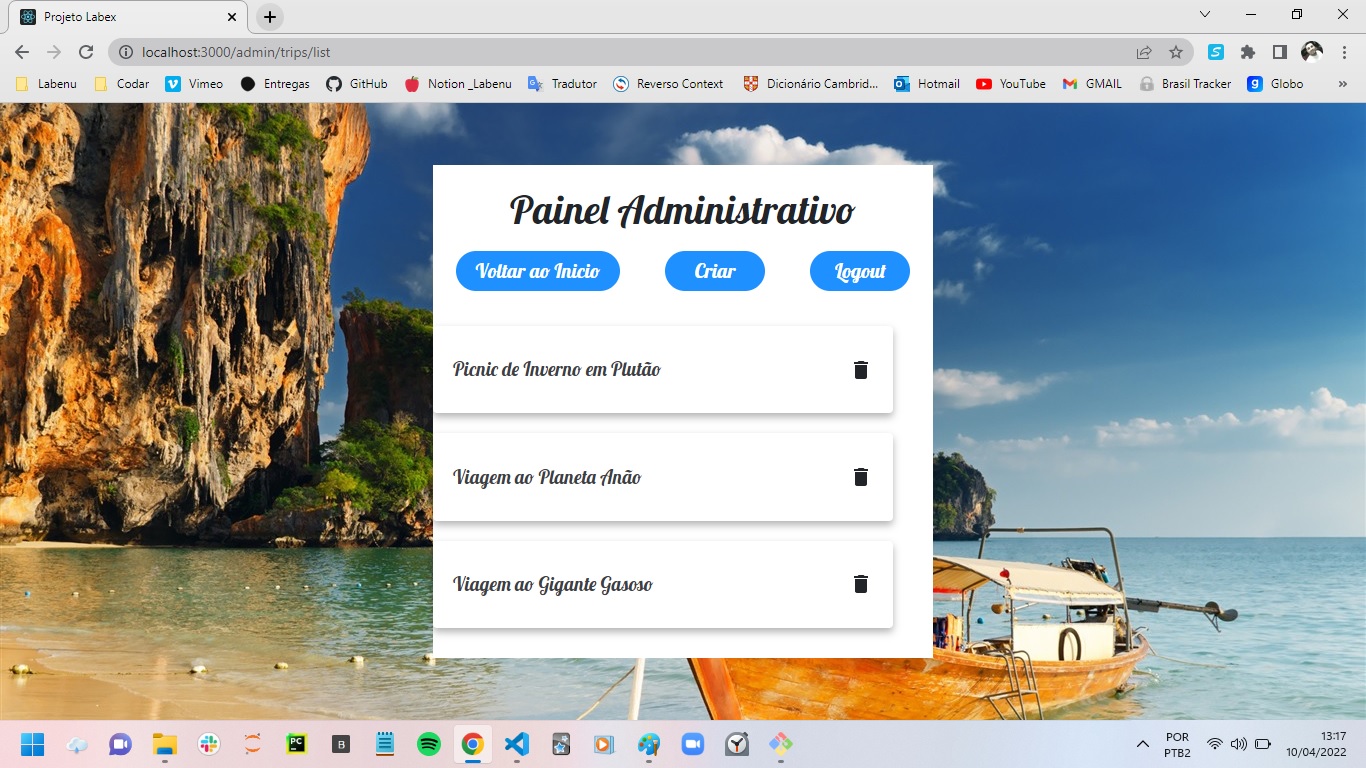 Projeto Labex
localhost:3000/admin/trips/list
Labenu Codar Vimeo Entregas GitHub Notion _Labenu Tradutor Reverso Context Dicionário Cambrid... Hotmail YouTube GMAIL Brasil Tracker Globo »
Painel Administrativo
Voltar ao Inicio Criar Logout
Picnic de Inverno em Plutão
Viagem ao Planeta Anão
Viagem ao Gigante Gasoso
POR 13:17
PTB2 10/04/2022